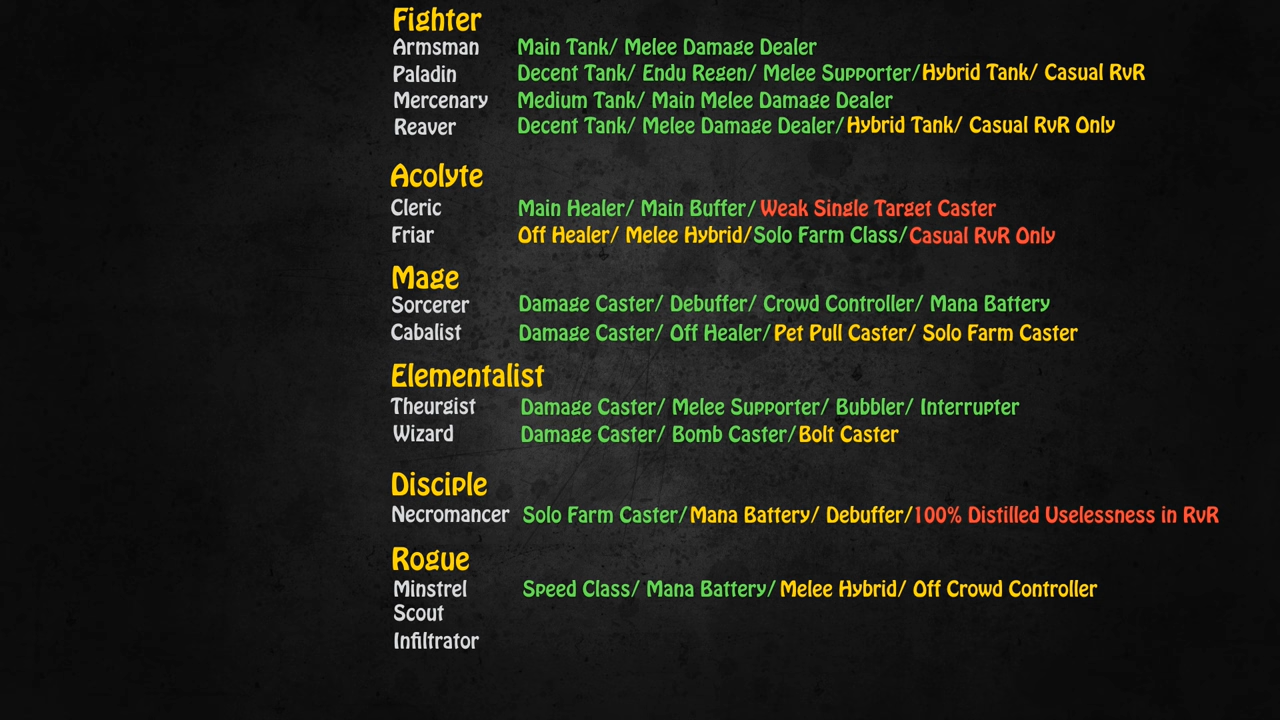 Fighter
Armsman Main Tank/ Melee Damage Dealer
Paladin Decent Tank/ Endu Regen/ Melee Supporter/Hybrid Tank/ Casual RvR
Mercenary Medium Tank/ Main Melee Damage Dealer
Reaver Decent Tank/ Melee Damage Dealer/Hybrid Tank/ Casual RvR Only
Acolyte
Cleric Main Healer/ Main Buffer/Weak Single Target Caster
Friar Off Healer/ Melee Hybrid/Solo Farm Class/Casual RvR Only
Mage
Sorcerer Damage Caster/ Debuffer/ Crowd Controller/ Mana Battery
Cabalist Damage Caster/ Off Healer/Pet Pull Caster/ Solo Farm Caster
Elementalist
Theurgist Damage Caster/ Melee Supporter/ Bubbler/ Interrupter
Wizard Damage Caster/ Bomb Caster/Bolt Caster
Disciple
Necromancer Solo Farm Caster/Mana Battery/ Debuffer/100% Distilled Uselessness in RvR
Rogue
Minstrel Speed Class/ Mana Battery/ Melee Hybrid/ Off Crowd Controller
Scout
Infiltrator